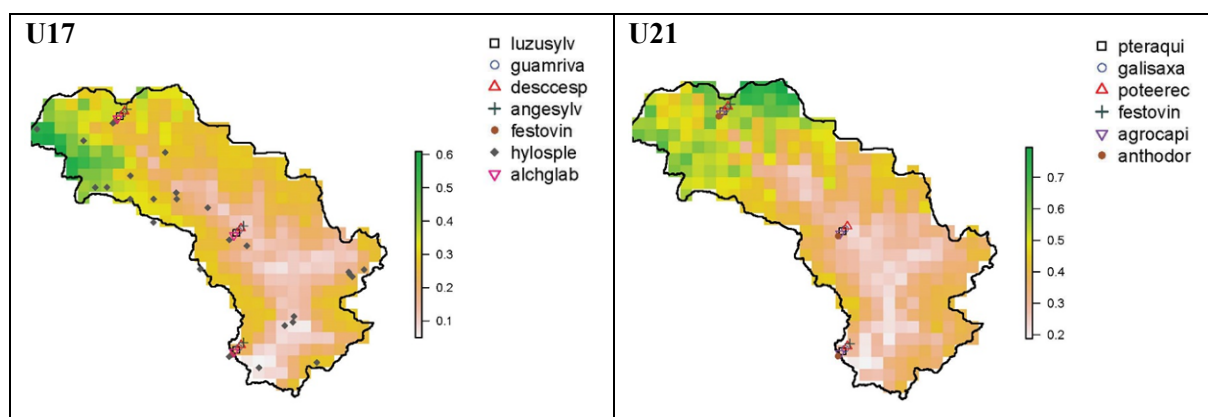 U17
luzusylv
guamriva
desccesp
angesylv
festovin
hylosple
alchglab
0.6
0.5
0.4
0.3
0.2
0.1
U21
pteraqui
galisaxa
poteerec
festovin
agrocapi
anthodor
0.7
0.6
0.5
0.4
0.3
0.2